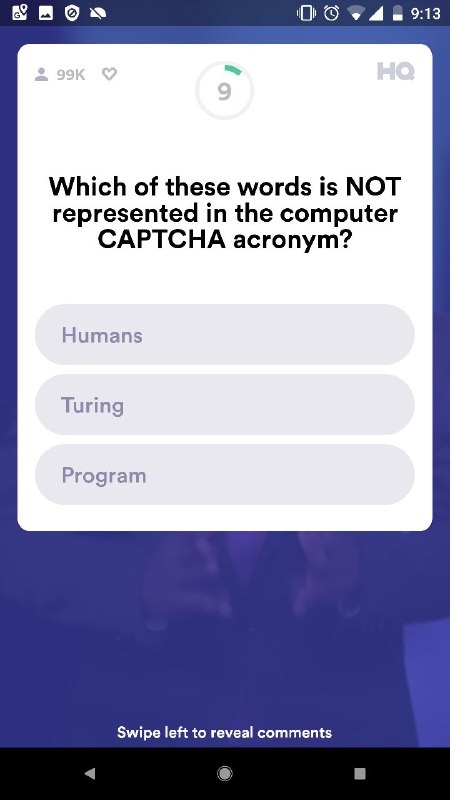 9:13
99K
9
HQ
Which of these words is NOT
represented in the computer
CAPTCHA acronym?
Humans
Turing
Program
Swipe left to reveal comments